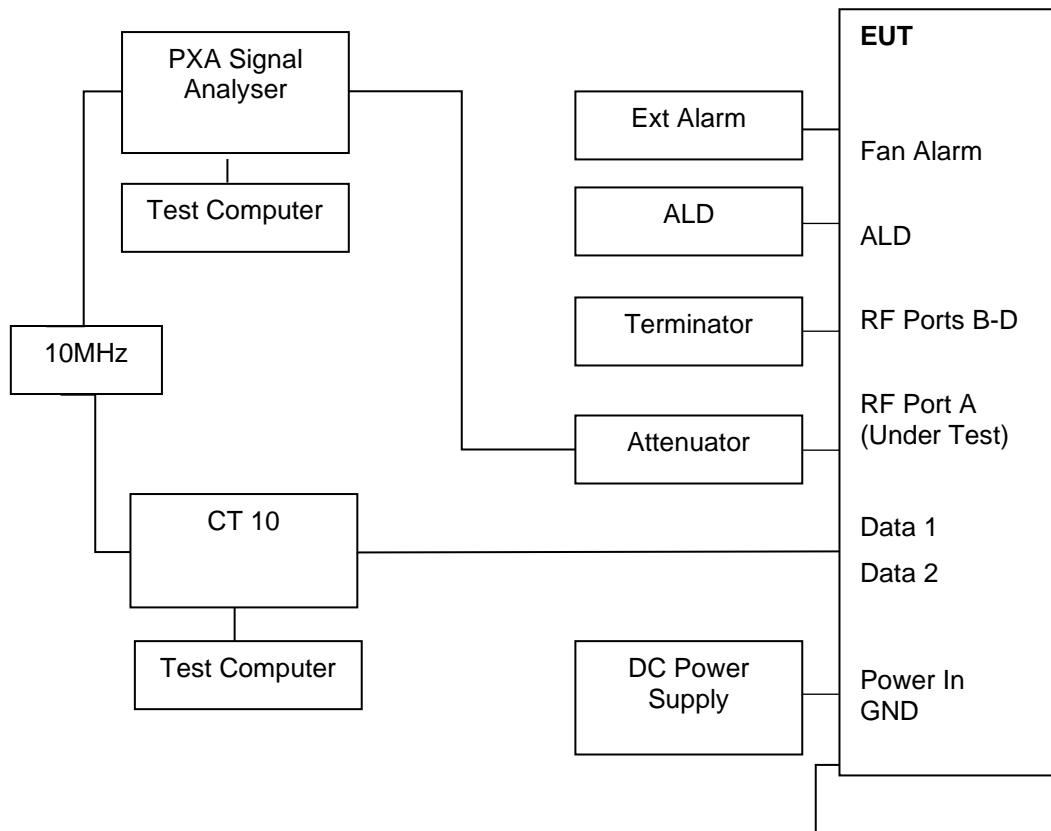 PXA Signal
Analyser
Test Computer
10MHz
CT 10
Test Computer
Ext Alarm
ALD
Terminator
Attenuator
DC Power
Supply
EUT
Fan Alarm
ALD
RF Ports B-D
RF Port A
(Under Test)
Data 1
Data 2
Power In
GND